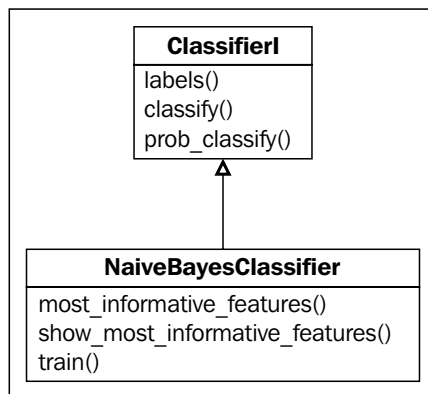 ClassifierI
labels()
classify()
prob_classify()
NaiveBayesClassifier
most_informative_features()
show_most_informative_features()
train()